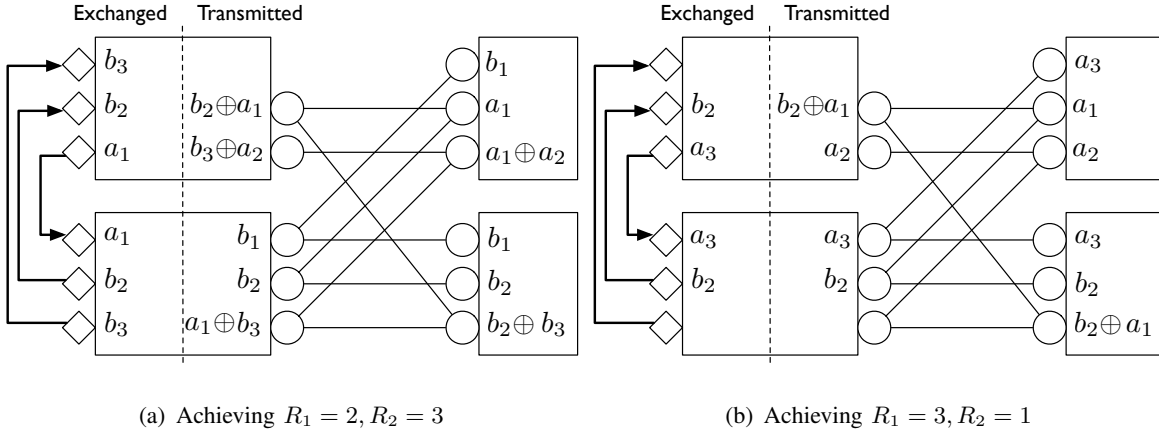 Exchanged Transmitted
b₃
b₂ b₂⊕a₁
a₁ b₃⊕a₂
b₁
a₁
a₁⊕a₂
a₁ b₁
b₂ b₂
b₃ a₁⊕b₃
b₁
b₂
b₂⊕b₃
(a) Achieving R₁ = 2, R₂ = 3
Exchanged Transmitted
b₂ b₂⊕a₁
a₃ a₂
a₃
a₁
a₂
a₃ a₃
b₂ b₂
a₃
b₂
b₂⊕a₁
(b) Achieving R₁ = 3, R₂ = 1